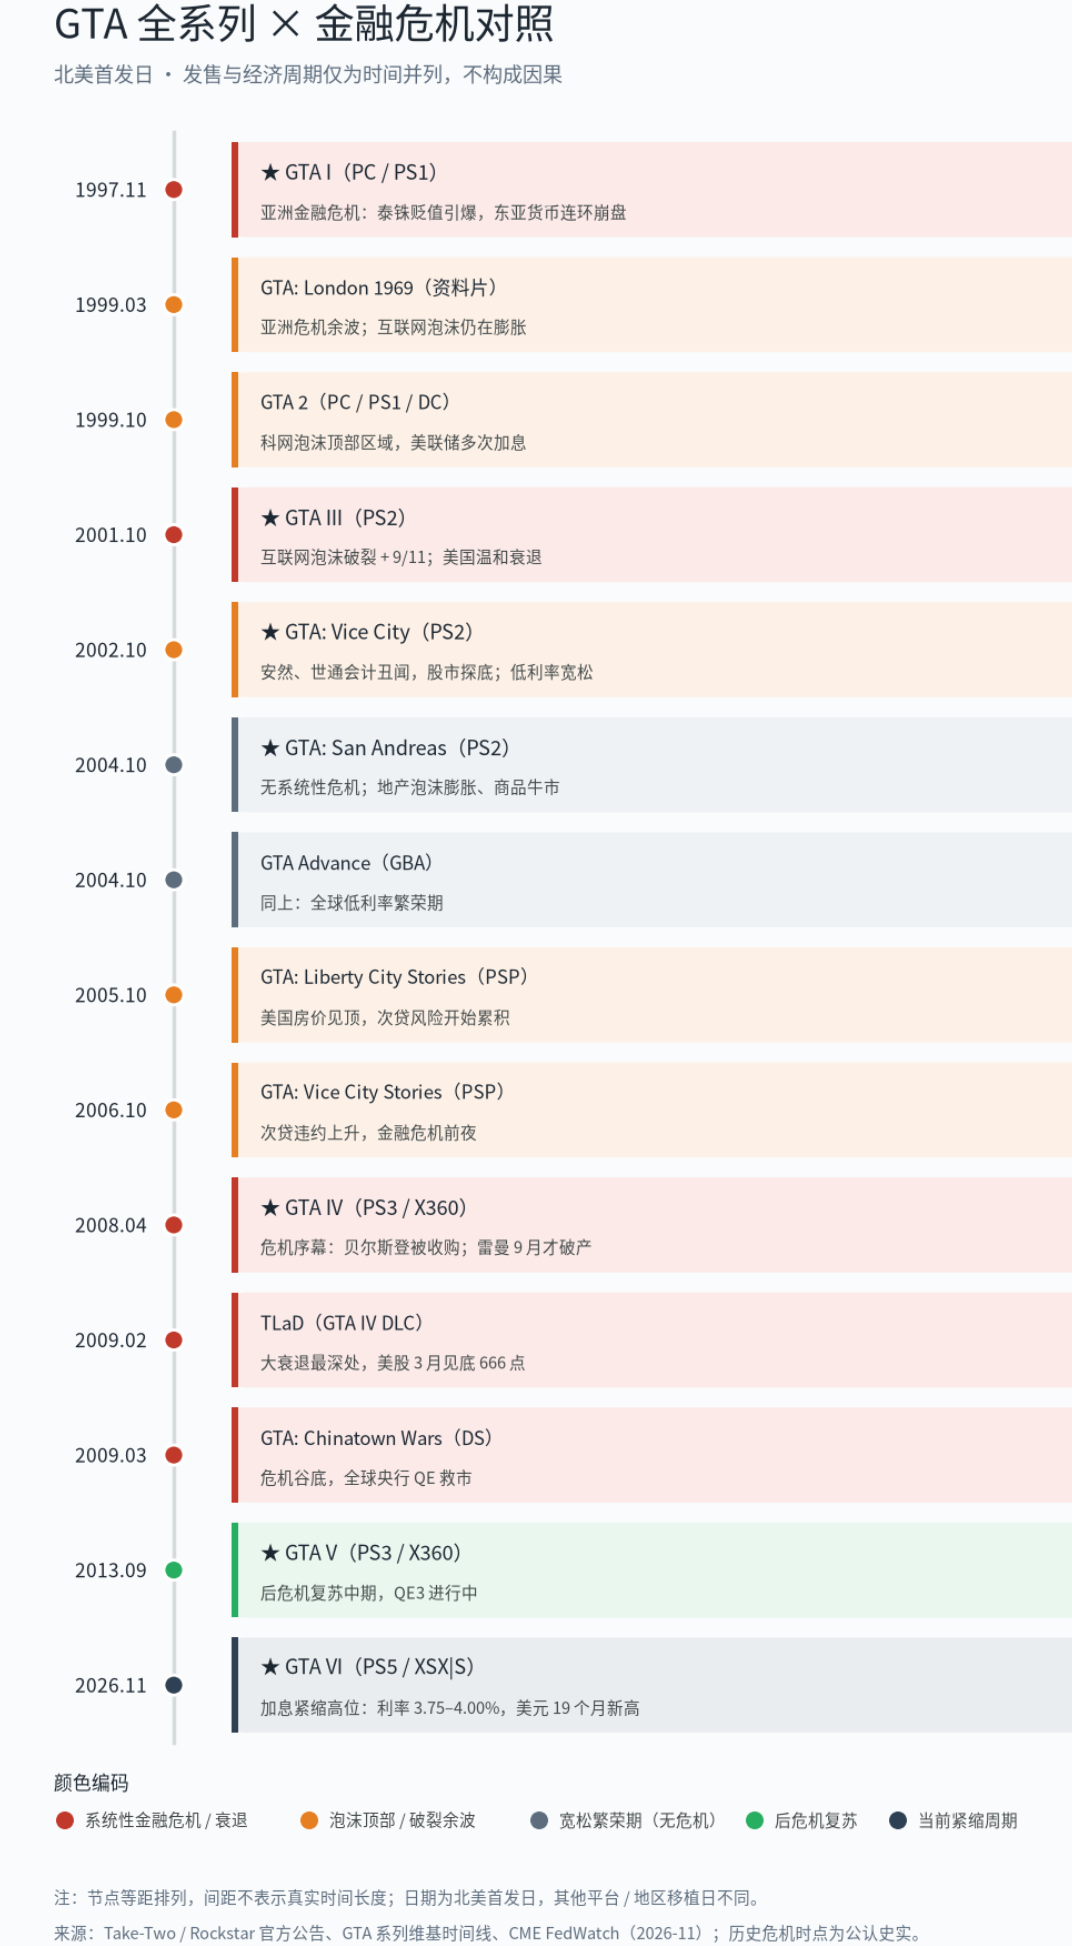 GTA 全系列 × 金融危机对照
北美首发日 · 发售与经济周期仅为时间并列，不构成因果
1997.11
★ GTA I（PC / PS1）
亚洲金融危机：泰铢贬值引爆，东亚货币连环崩盘
1999.03
GTA: London 1969（资料片）
亚洲危机余波；互联网泡沫仍在膨胀
1999.10
GTA 2（PC / PS1 / DC）
科网泡沫顶部区域，美联储多次加息
2001.10
★ GTA III（PS2）
互联网泡沫破裂 + 9/11；美国温和衰退
2002.10
★ GTA: Vice City（PS2）
安然、世通会计丑闻，股市探底；低利率宽松
2004.10
★ GTA: San Andreas（PS2）
无系统性危机；地产泡沫膨胀、商品牛市
2004.10
GTA Advance（GBA）
同上：全球低利率繁荣期
2005.10
GTA: Liberty City Stories（PSP）
美国房价见顶，次贷风险开始累积
2006.10
GTA: Vice City Stories（PSP）
次贷违约上升，金融危机前夜
2008.04
★ GTA IV（PS3 / X360）
危机序幕：贝尔斯登被收购；雷曼 9 月才破产
2009.02
TLaD（GTA IV DLC）
大衰退最深处，美股 3 月见底 666 点
2009.03
GTA: Chinatown Wars（DS）
危机谷底，全球央行 QE 救市
2013.09
★ GTA V（PS3 / X360）
后危机复苏中期，QE3 进行中
2026.11
★ GTA VI（PS5 / XSX|S）
加息紧缩高位：利率 3.75–4.00%，美元 19 个月新高
颜色编码
系统性金融危机 / 衰退
泡沫顶部 / 破裂余波
宽松繁荣期（无危机）
后危机复苏
当前紧缩周期
注：节点等距排列，间距不表示真实时间长度；日期为北美首发日，其他平台 / 地区移植日不同。
来源：Take-Two / Rockstar 官方公告、GTA 系列维基时间线、CME FedWatch（2026-11）；历史危机时点为公认史实。